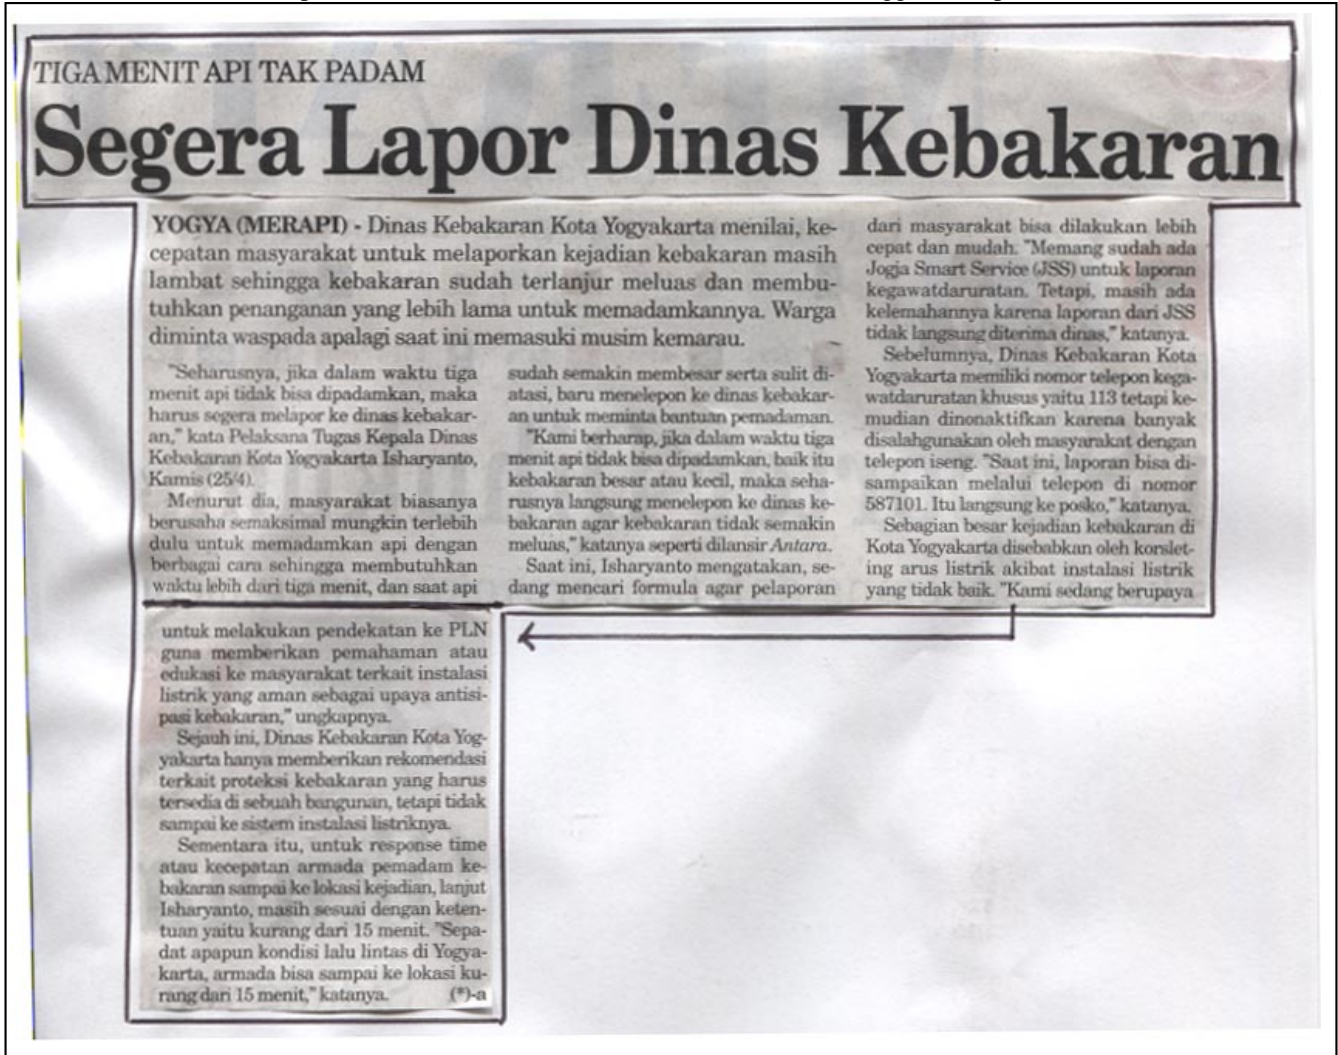 TIGA MENIT API TAK PADAM
Segera Lapor Dinas Kebakaran
YOGYA (MERAPI) - Dinas Kebakaran Kota Yogyakarta menilai, ke-
cepatan masyarakat untuk melaporkan kejadian kebakaran masih
lambat sehingga kebakaran sudah terlanjur meluas dan membu-
tuhkan penanganan yang lebih lama untuk memadamkannya. Warga
diminta waspada apalagi saat ini memasuki musim kemarau.
"Seharusnya, jika dalam waktu tiga
menit api tidak bisa dipadamkan, maka
harus segera melapor ke dinas kebakar-
an," kata Pelaksana Tugas Kepala Dinas
Kebakaran Kota Yogyakarta Isharyanto,
Kamis (25/4).
Menurut dia, masyarakat biasanya
berusaha semaksimal mungkin terlebih
dulu untuk memadamkan api dengan
berbagai cara sehingga membutuhkan
waktu lebih dari tiga menit, dan saat api
sudah semakin membesar serta sulit di-
atasi, baru menelepon ke dinas kebakar-
an untuk meminta bantuan pemadaman.
"Kami berharap, jika dalam waktu tiga
menit api tidak bisa dipadamkan, baik itu
kebakaran besar atau kecil, maka seha-
rusnya langsung menelepon ke dinas ke-
bakaran agar kebakaran tidak semakin
meluas," katanya seperti dilansir Antara.
Saat ini, Isharyanto mengatakan, se-
dang mencari formula agar pelaporan
dari masyarakat bisa dilakukan lebih
cepat dan mudah. "Memang sudah ada
Jogja Smart Service (JSS) untuk laporan
kegawatdaruratan. Tetapi, masih ada
kelemahannya karena laporan dari JSS
tidak langsung diterima dinas," katanya.
Sebelumnya, Dinas Kebakaran Kota
Yogyakarta memiliki nomor telepon kega-
watdaruratan khusus yaitu 113 tetapi ke-
mudian dinonaktifkan karena banyak
disalahgunakan oleh masyarakat dengan
telepon iseng. "Saat ini, laporan bisa di-
sampaikan melalui telepon di nomor
587101. Itu langsung ke posko," katanya.
Sebagian besar kejadian kebakaran di
Kota Yogyakarta disebabkan oleh korslet-
ing arus listrik akibat instalasi listrik
yang tidak baik. "Kami sedang berupaya
untuk melakukan pendekatan ke PLN
guna memberikan pemahaman atau
edukasi ke masyarakat terkait instalasi
listrik yang aman sebagai upaya antisi-
pasi kebakaran," ungkapnya.
Sejauh ini, Dinas Kebakaran Kota Yog-
yakarta hanya memberikan rekomendasi
terkait proteksi kebakaran yang harus
tersedia di sebuah bangunan, tetapi tidak
sampai ke sistem instalasi listriknya.
Sementara itu, untuk response time
atau kecepatan armada pemadam ke-
bakaran sampai ke lokasi kejadian, lanjut
Isharyanto, masih sesuai dengan keten-
tuan yaitu kurang dari 15 menit. "Sepa-
dat apapun kondisi lalu lintas di Yogya-
karta, armada bisa sampai ke lokasi ku-
rang dari 15 menit," katanya. (*)-a